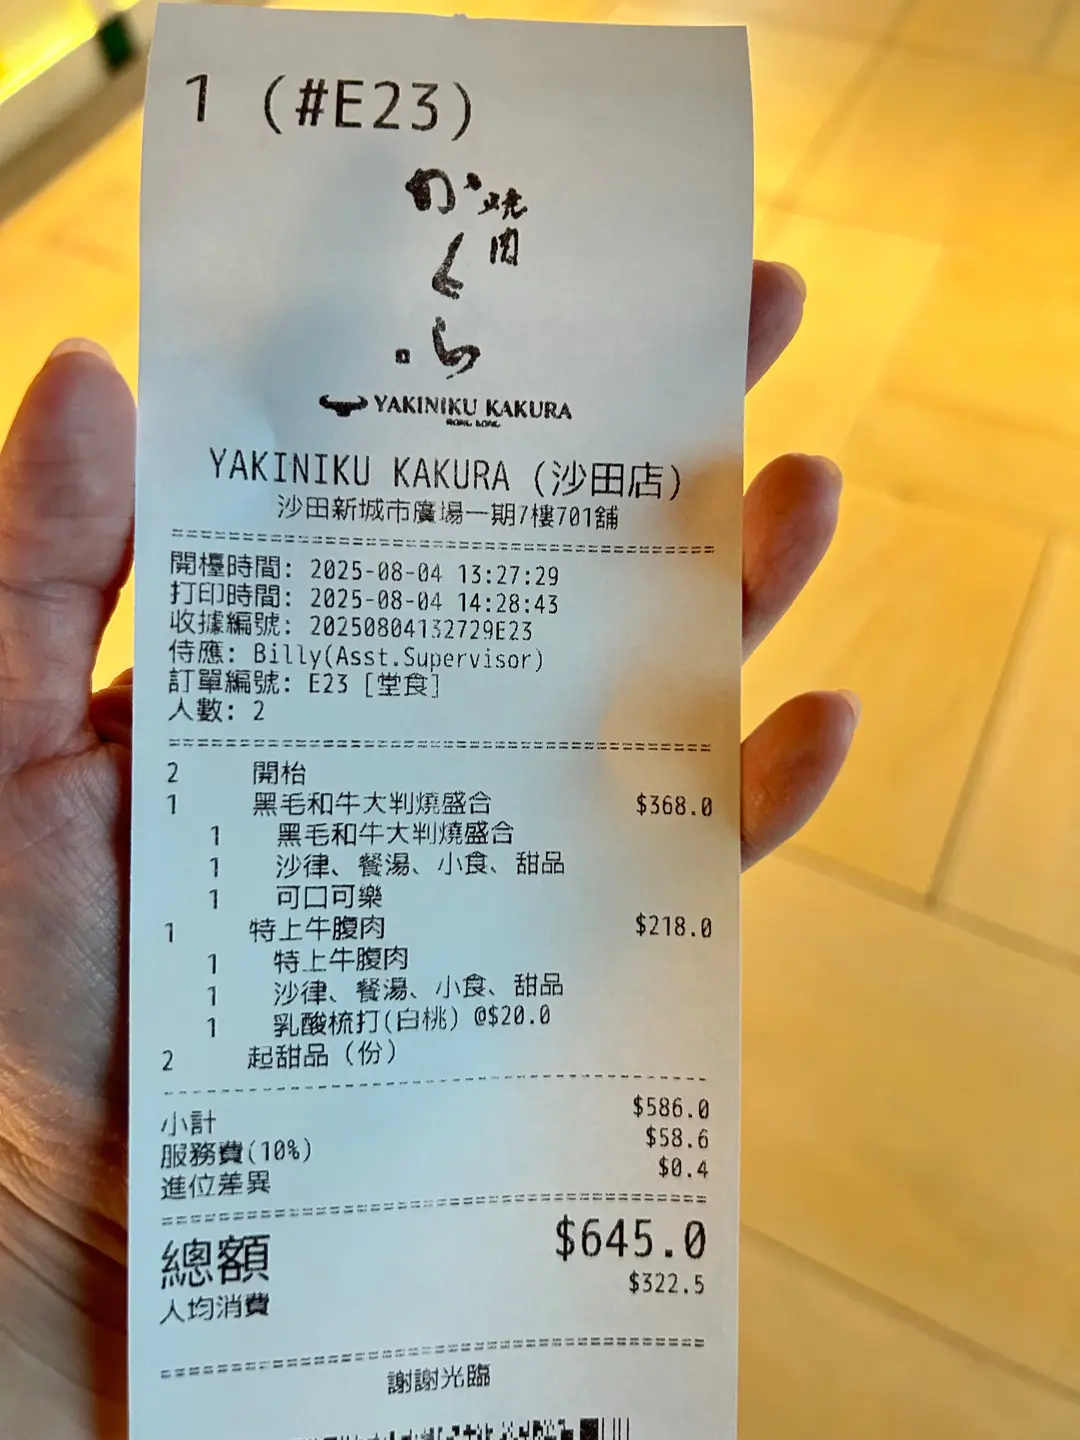 1 (#E23)
焼肉
かくら
YAKINIKU KAKURA
HONG KONG
YAKINIKU KAKURA (沙田店)
沙田新城市廣場一期7樓701舖
開檯時間: 2025-08-04 13:27:29
打印時間: 2025-08-04 14:28:43
收據編號: 20250804132729E23
侍應: Billy(Asst.Supervisor)
訂單編號: E23 [堂食]
人數: 2
2 開枱
1 黑毛和牛大判燒盛合 $368.0
1 黑毛和牛大判燒盛合
1 沙律、餐湯、小食、甜品
1 可口可樂
1 特上牛腹肉 $218.0
1 特上牛腹肉
1 沙律、餐湯、小食、甜品
1 乳酸梳打(白桃) @$20.0
2 起甜品 (份)
小計 $586.0
服務費(10%) $58.6
進位差異 $0.4
總額 $645.0
人均消費 $322.5
謝謝光臨